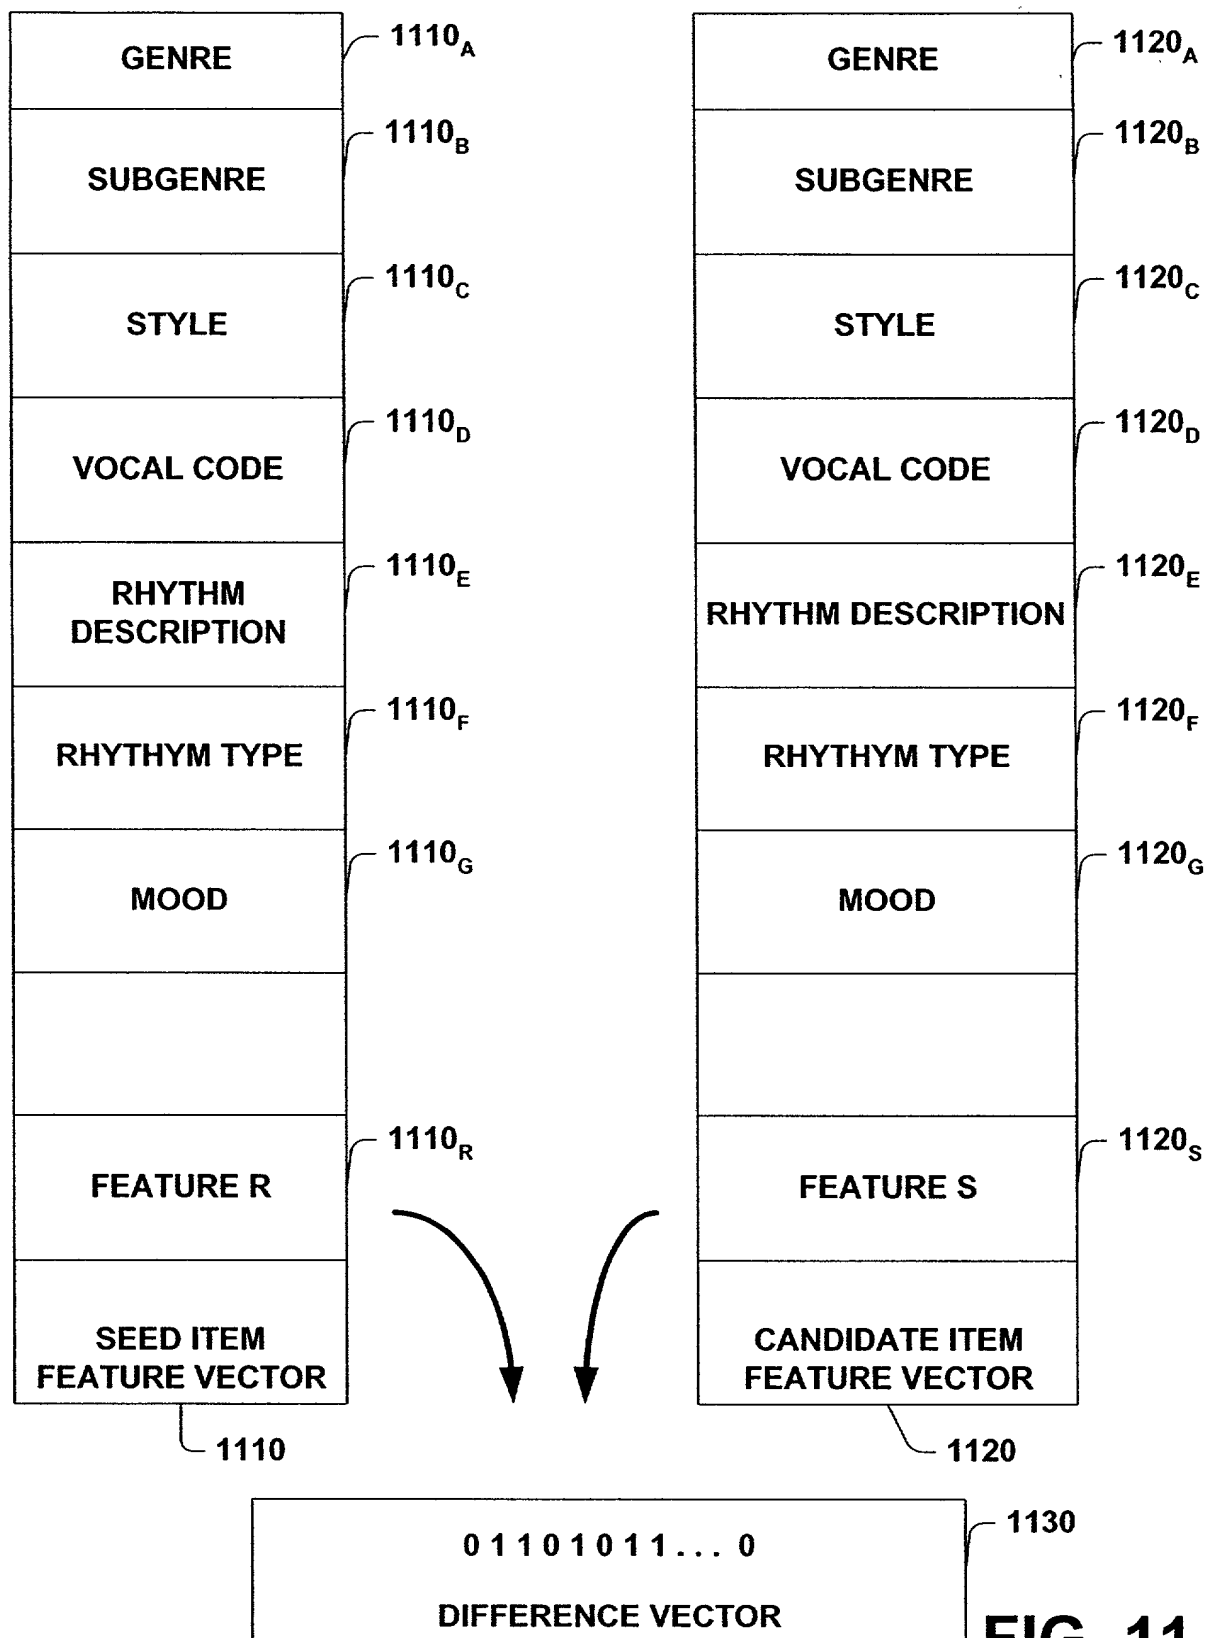 GENRE
1110A
SUBGENRE
1110B
STYLE
1110C
VOCAL CODE
1110D
RHYTHM
DESCRIPTION
1110E
RHYTHYM TYPE
1110F
MOOD
1110G
FEATURE R
1110R
SEED ITEM
FEATURE VECTOR
1110
GENRE
1120A
SUBGENRE
1120B
STYLE
1120C
VOCAL CODE
1120D
RHYTHM DESCRIPTION
1120E
RHYTHYM TYPE
1120F
MOOD
1120G
FEATURE S
1120S
CANDIDATE ITEM
FEATURE VECTOR
1120
0 1 1 0 1 0 1 1 . . . 0
1130
DIFFERENCE VECTOR
FIG. 11